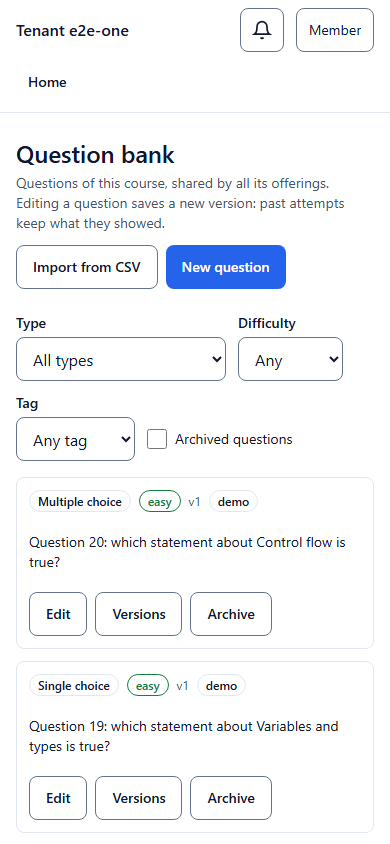 Tenant e2e-one
Member
Home
Question bank
Questions of this course, shared by all its offerings.
Editing a question saves a new version: past attempts
keep what they showed.
Import from CSV
New question
Type
Difficulty
All types
Any
Tag
Any tag
Archived questions
Multiple choice easy v1 demo
Question 20: which statement about Control flow is
true?
Edit Versions Archive
Single choice easy v1 demo
Question 19: which statement about Variables and
types is true?
Edit Versions Archive